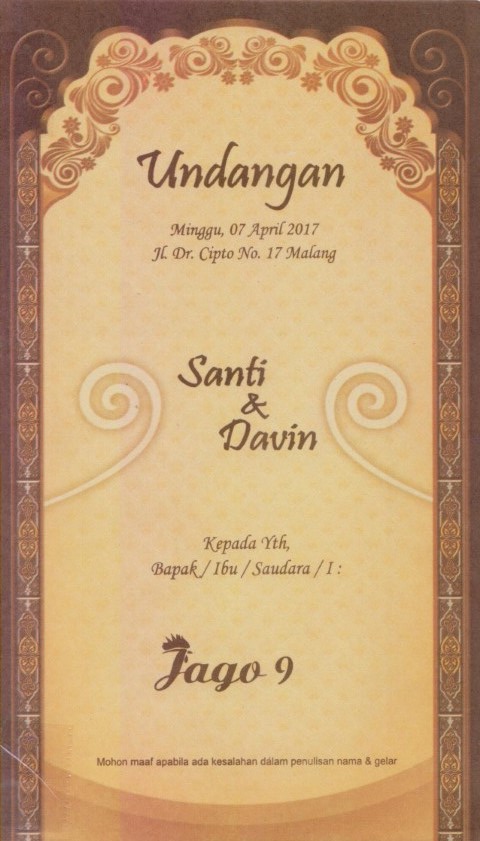 Undangan
Minggu, 07 April 2017
Jl. Dr. Cipto No. 17 Malang
Santi
&
Davin
Kepada Yth,
Bapak / Ibu / Saudara / I :
Jago 9
Mohon maaf apabila ada kesalahan dalam penulisan nama & gelar